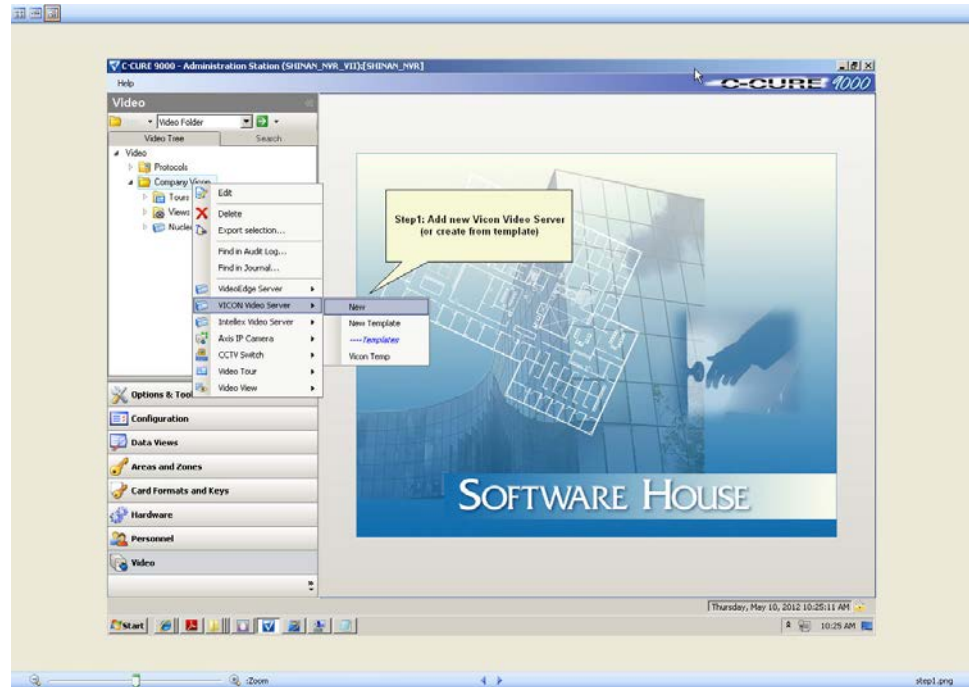 C•CURE 9000 - Administration Station (SHINAN_NVR_VII):[SHINAN_NVR]
Help
C•CURE 9000
Video
Video Folder
Video Tree
Search
Video
Protocols
Company Vicon
Tours
Views
Edit
Delete
Export selection...
Find in Audit Log...
Find in Journal...
VideoEdge Server
VICON Video Server
Intellex Video Server
Axis IP Camera
CCTV Switch
Video Tour
Video View
New
New Template
----Templates
Vicon Temp
Step1: Add new Vicon Video Server
(or create from template)
Options & Tool
Configuration
Data Views
Areas and Zones
Card Formats and Keys
Hardware
Personnel
Video
SOFTWARE HOUSE
Thursday, May 10, 2012 10:25:11 AM
Start
10:25 AM
:Zoom
step1.png